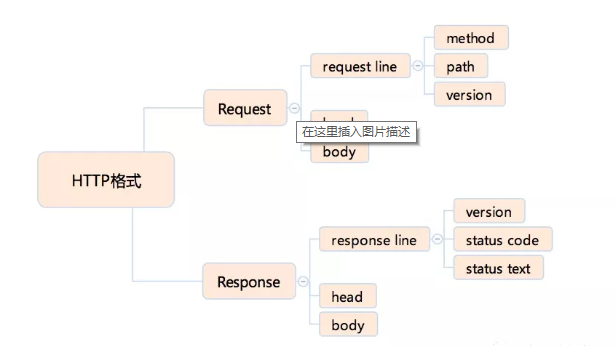 HTTP格式
Request
request line
method
path
version
在这里插入图片描述
body
Response
response line
version
status code
status text
head
body